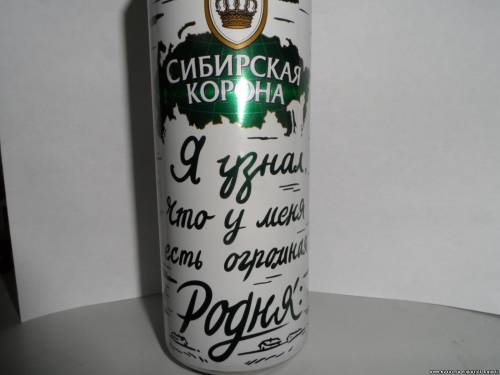 СИБИРСКАЯ
КОРОНА
Я узнал,
что у меня
есть огромная
Родня: